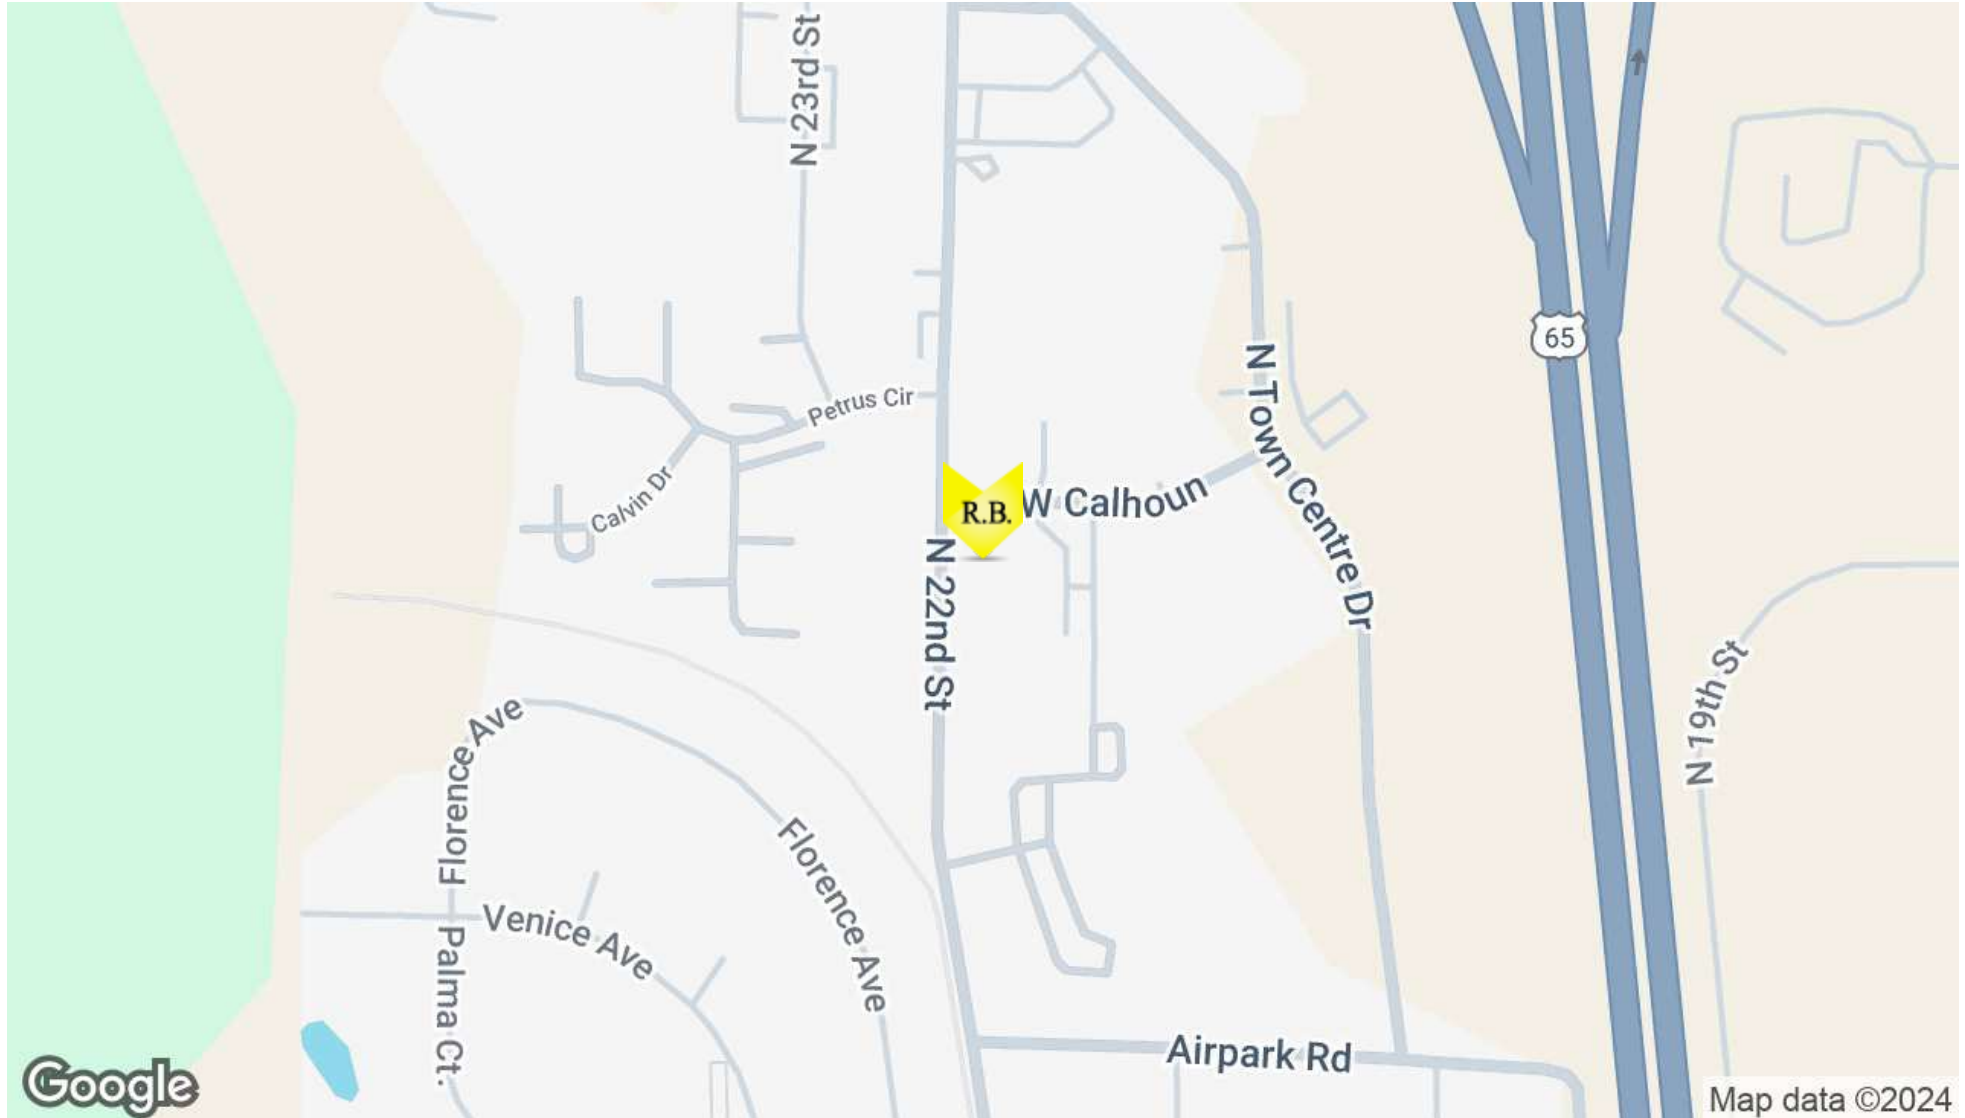 N 23rd St
65
N Town Centre Dr
Petrus Cir
Calvin Dr
R.B.
W Calhoun
N 22nd St
N 19th St
Florence Ave
Florence Ave
Venice Ave
Palma Ct.
Airpark Rd
Google
Map data ©2024